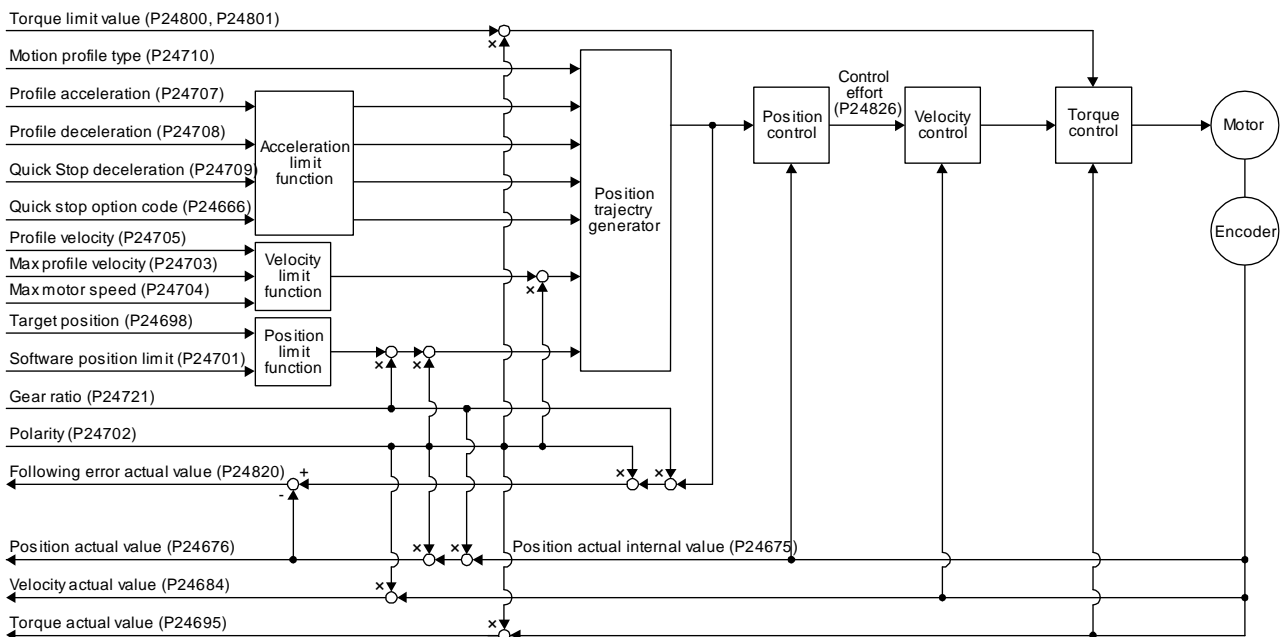 Torque limit value (P24800, P24801)
×
Motion profile type (P24710)
Profile acceleration (P24707)
Profile deceleration (P24708)
Quick Stop deceleration (P24709)
Quick stop option code (P24666)
Acceleration
limit
function
Profile velocity (P24705)
Max profile velocity (P24703)
Max motor speed (P24704)
Velocity
limit
function
×
Target position (P24698)
Software position limit (P24701)
Position
limit
function
×
×
Position
trajectry
generator
Position
control
Control
effort
(P24826)
Velocity
control
Torque
control
Motor
Encoder
Gear ratio (P24721)
Polarity (P24702)
Following error actual value (P24820)
+
-
×
×
Position actual value (P24676)
×
×
Position actual internal value (P24675)
Velocity actual value (P24684)
×
Torque actual value (P24695)
×